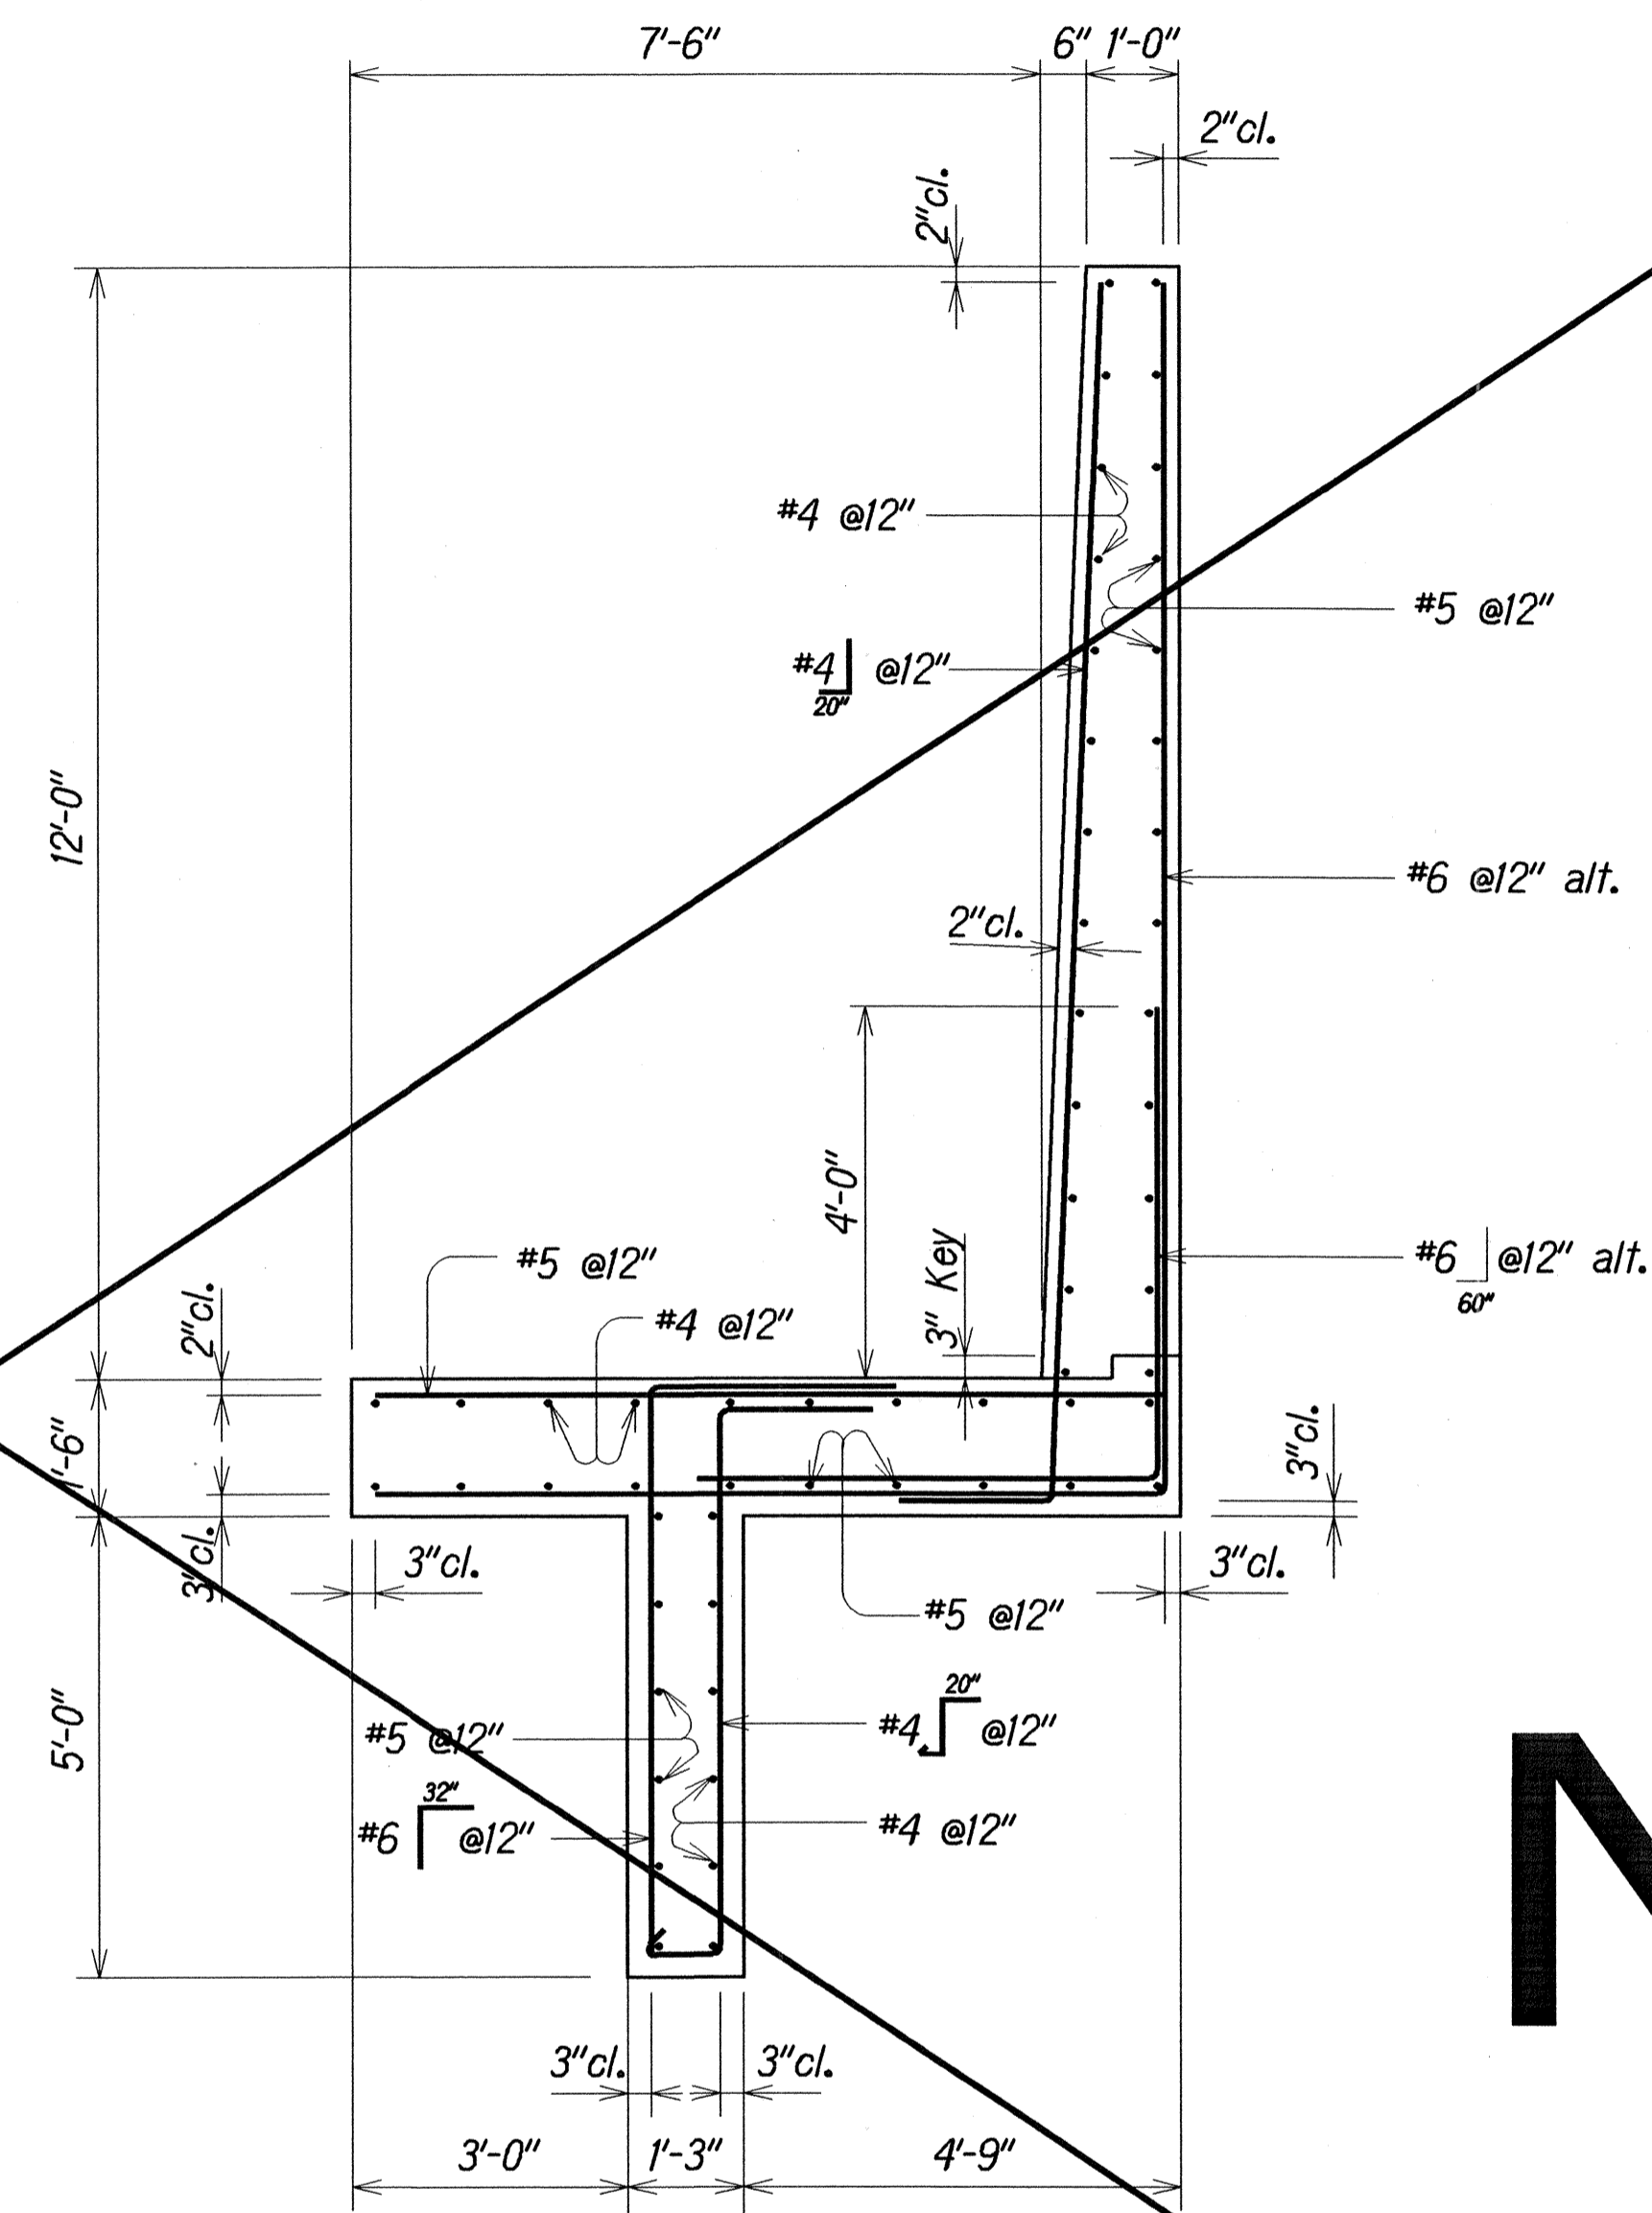 7'-6"
6"
1'-0"
2"cl.
2"cl.
#4 @12"
#5 @12"
#4 @12"
20"
12'-0"
#6 @12" alt.
2"cl.
4'-0"
3" Key
#5 @12"
#6 @12" alt.
60"
2"cl.
#4 @12"
1'-6"
3"cl.
3"cl.
3"cl.
3"cl.
#5 @12"
5'-0"
20"
#4 @12"
#5 @12"
32"
#6 @12"
#4 @12"
N
3"cl.
3"cl.
3'-0"
1'-3"
4'-9"